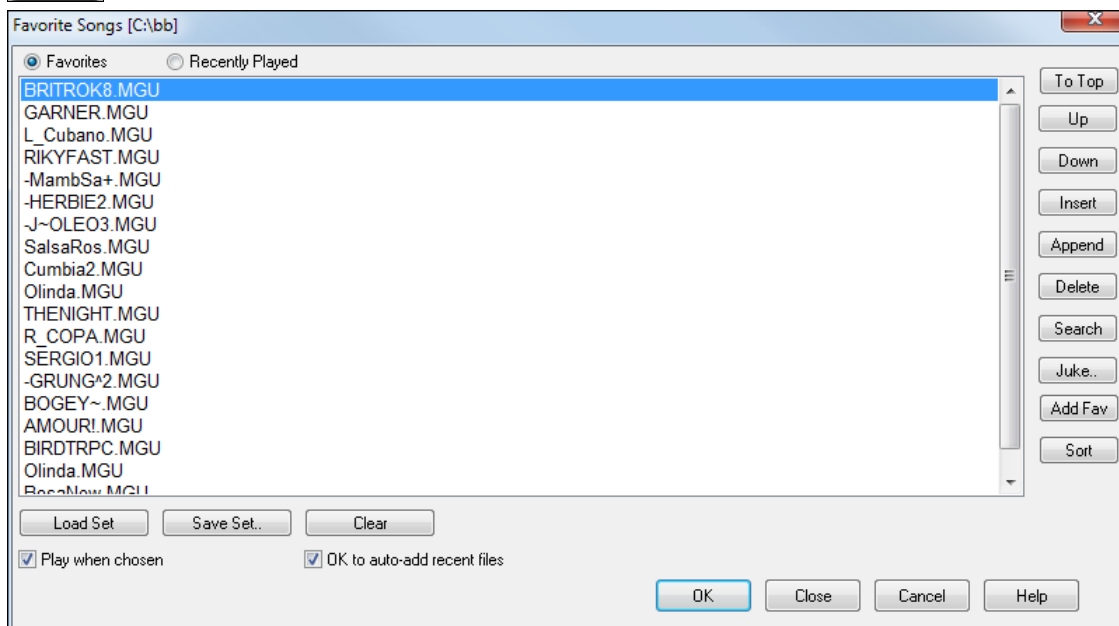 Favorite Songs [C:\bb]
Favorites Recently Played
BRITROK8.MGU
GARNER.MGU
L_Cubano.MGU
RIKYFAST.MGU
-MambSa+.MGU
-HERBIE2.MGU
-J~OLEO3.MGU
SalsaRos.MGU
Cumbia2.MGU
Olinda.MGU
THENIGHT.MGU
R_COPA.MGU
SERGIO1.MGU
-GRUNG^2.MGU
BOGEY~.MGU
AMOUR!.MGU
BIRDTRPC.MGU
Olinda.MGU
BosaNow.MGU
To Top
Up
Down
Insert
Append
Delete
Search
Juke..
Add Fav
Sort
Load Set Save Set.. Clear
Play when chosen OK to auto-add recent files
OK Close Cancel Help